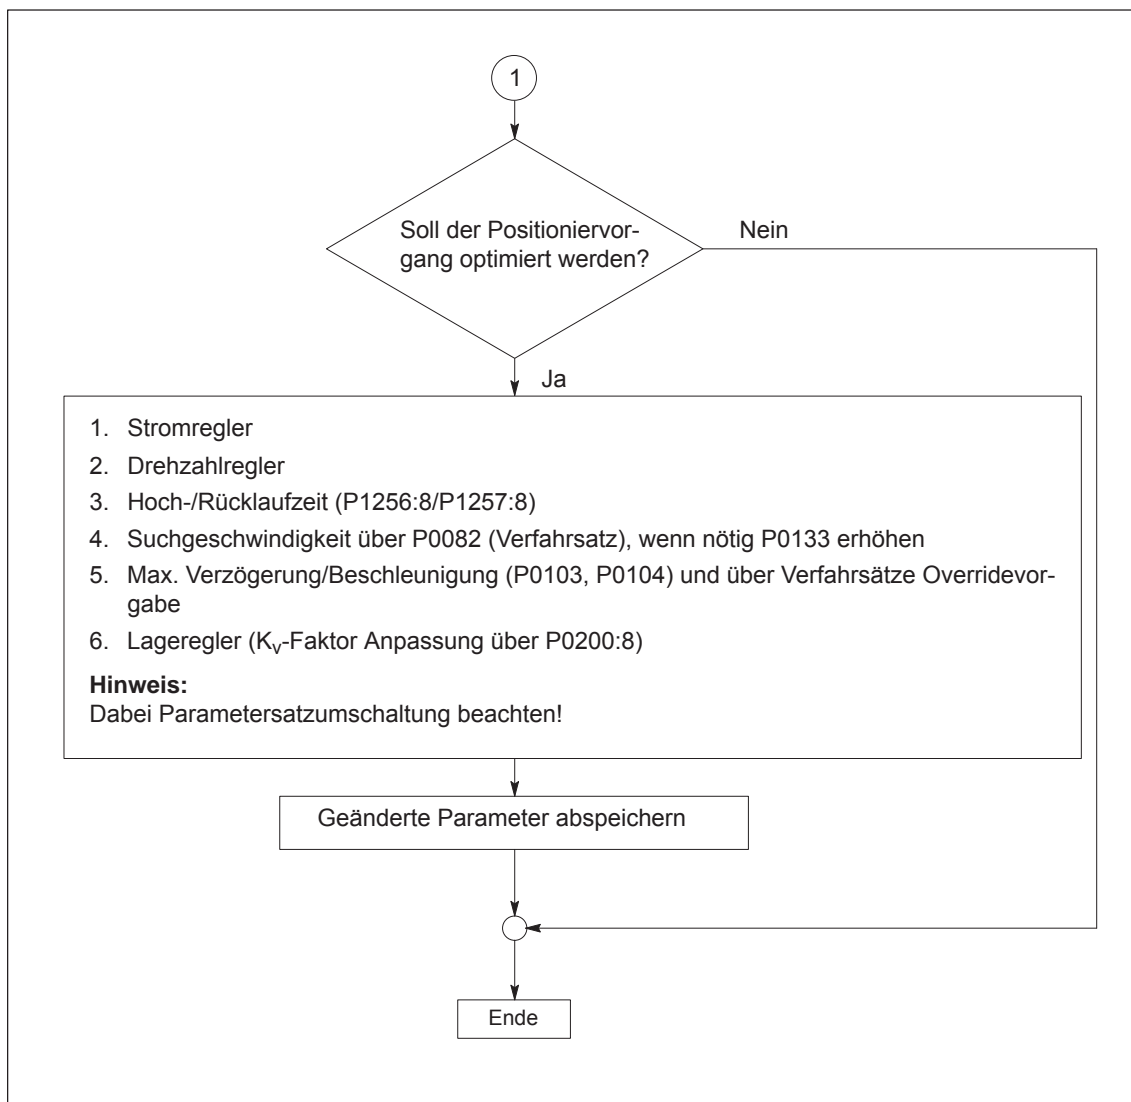 1
Soll der Positioniervor-
gang optimiert werden?
Nein
Ja
1. Stromregler
2. Drehzahlregler
3. Hoch-/Rücklaufzeit (P1256:8/P1257:8)
4. Suchgeschwindigkeit über P0082 (Verfahrsatz), wenn nötig P0133 erhöhen
5. Max. Verzögerung/Beschleunigung (P0103, P0104) und über Verfahrsätze Overridevor-
gabe
6. Lageregler (Kv-Faktor Anpassung über P0200:8)
Hinweis:
Dabei Parametersatzumschaltung beachten!
Geänderte Parameter abspeichern
Ende